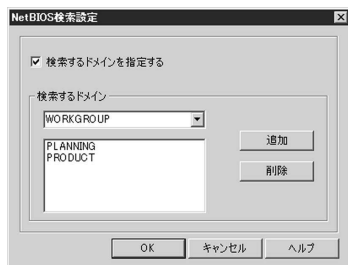 NetBIOS検索設定
検索するドメインを指定する
検索するドメイン
WORKGROUP
追加
PLANNING
PRODUCT
削除
OK
キャンセル
ヘルプ